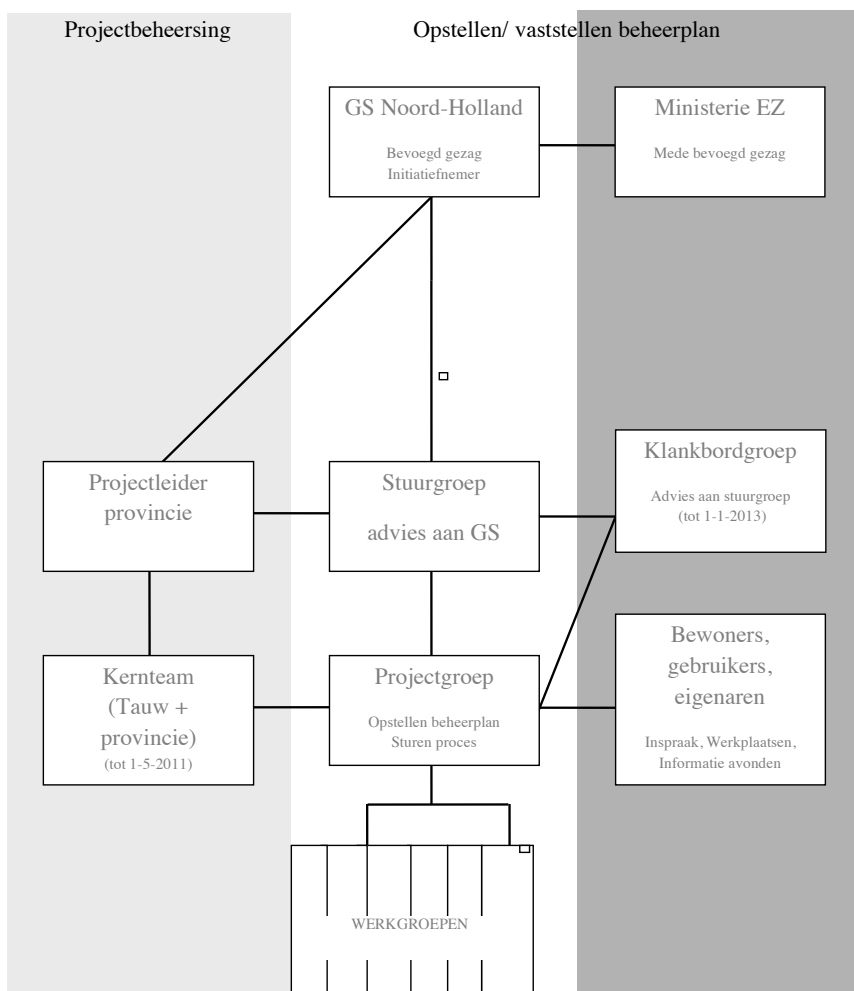 Projectbeheersing
Opstellen/ vaststellen beheerplan
GS Noord-Holland
Bevoegd gezag
Initiatiefnemer
Ministerie EZ
Mede bevoegd gezag
Projectleider
provincie
Stuurgroep
advies aan GS
Klankbordgroep
Advies aan stuurgroep
(tot 1-1-2013)
Kernteam
(Tauw +
provincie)
(tot 1-5-2011)
Projectgroep
Opstellen beheerplan
Sturen proces
Bewoners,
gebruikers,
eigenaren
Inspraak, Werkplaatsen,
Informatie avonden
WERKGROEPEN